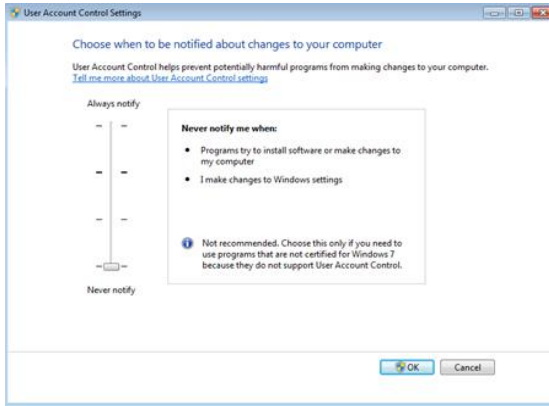 User Account Control Settings
Choose when to be notified about changes to your computer
User Account Control helps prevent potentially harmful programs from making changes to your computer.
Tell me more about User Account Control settings
Always notify
Never notify me when:
Programs try to install software or make changes to
my computer
I make changes to Windows settings
Not recommended. Choose this only if you need to
use programs that are not certified for Windows 7
because they do not support User Account Control.
Never notify
OK
Cancel